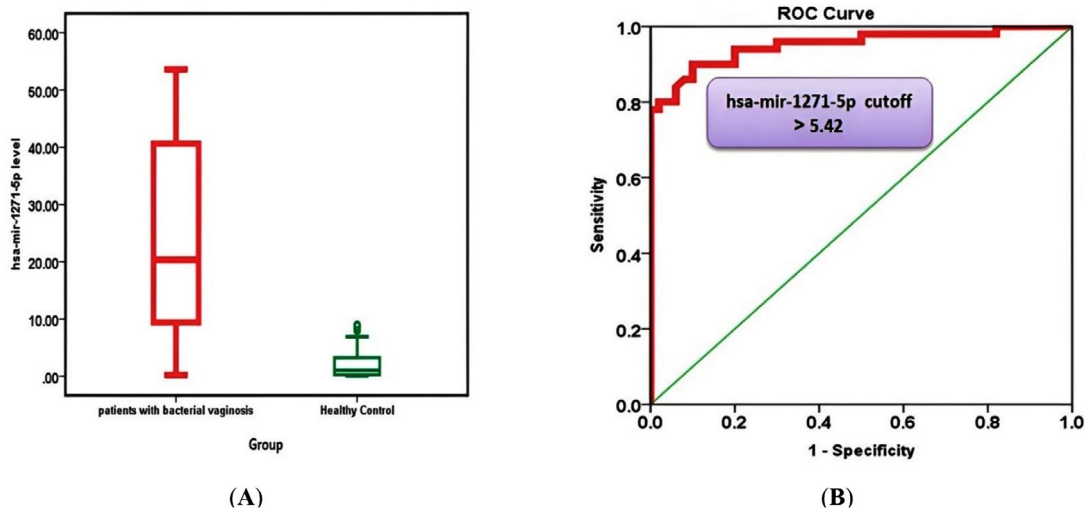 60.00
50.00
40.00
30.00
20.00
10.00
.00
hsa-mir-1271-5p level
patients with bacterial vaginosis
Healthy Control
Group
(A)
ROC Curve
1.0
0.8
0.6
0.4
0.2
0.0
Sensitivity
hsa-mir-1271-5p cutoff
> 5.42
0.0 0.2 0.4 0.6 0.8 1.0
1 - Specificity
(B)